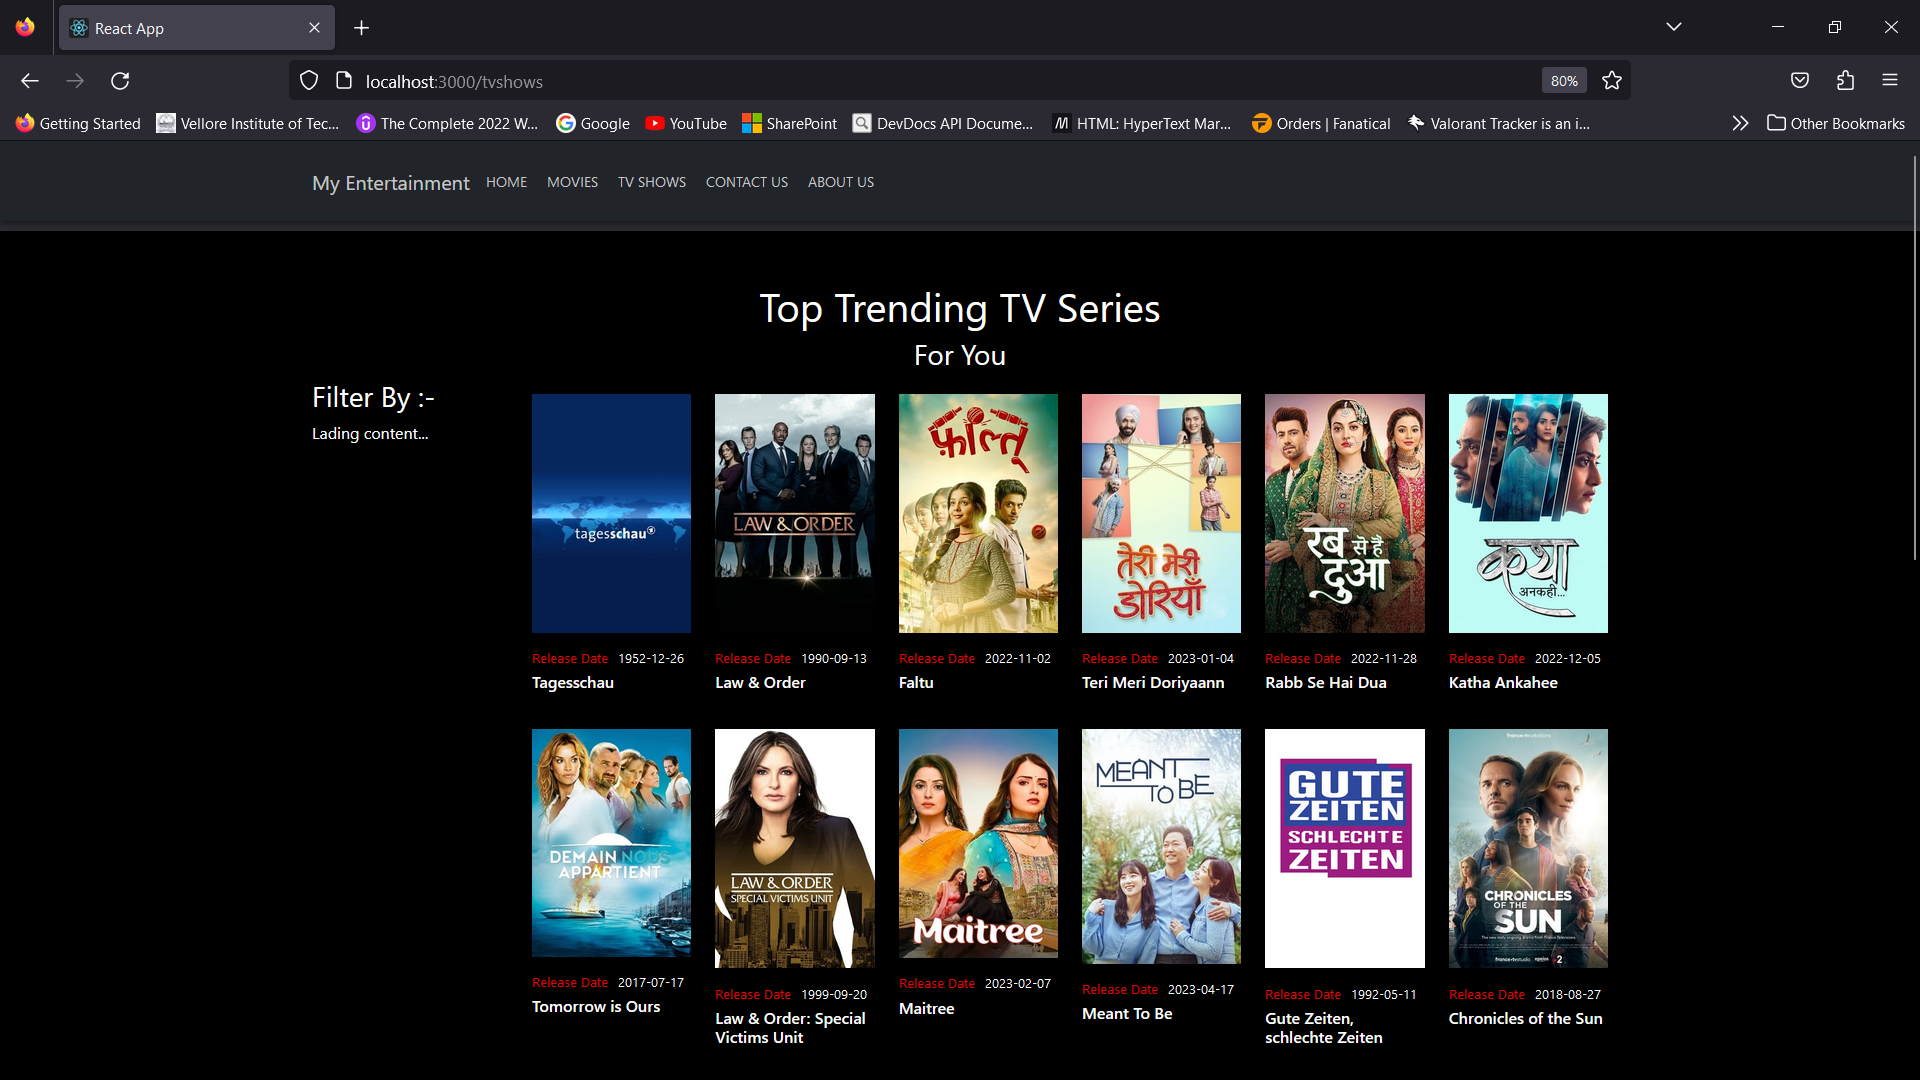 React App
localhost:3000/tvshows
80%
Getting Started
Vellore Institute of Tec...
The Complete 2022 W...
Google
YouTube
SharePoint
DevDocs API Docume...
HTML: HyperText Mar...
Orders | Fanatical
Valorant Tracker is an i...
Other Bookmarks
My Entertainment
HOME
MOVIES
TV SHOWS
CONTACT US
ABOUT US
Top Trending TV Series
For You
Filter By :-
Lading content...
tagesschau
LAW & ORDER
फ़ाल्तू
तेरी मेरी
डोरियाँ
रब से है
दुआ
कथा
अनकही...
Release Date 1952-12-26
Tagesschau
Release Date 1990-09-13
Law & Order
Release Date 2022-11-02
Faltu
Release Date 2023-01-04
Teri Meri Doriyaann
Release Date 2022-11-28
Rabb Se Hai Dua
Release Date 2022-12-05
Katha Ankahee
DEMAIN NOUS
APPARTIENT
LAW & ORDER
SPECIAL VICTIMS UNIT
Maitree
MEANT
TO BE
GUTE
ZEITEN
SCHLECHTE
ZEITEN
CHRONICLES
OF THE
SUN
Release Date 2017-07-17
Tomorrow is Ours
Release Date 1999-09-20
Law & Order: Special
Victims Unit
Release Date 2023-02-07
Maitree
Release Date 2023-04-17
Meant To Be
Release Date 1992-05-11
Gute Zeiten,
schlechte Zeiten
Release Date 2018-08-27
Chronicles of the Sun